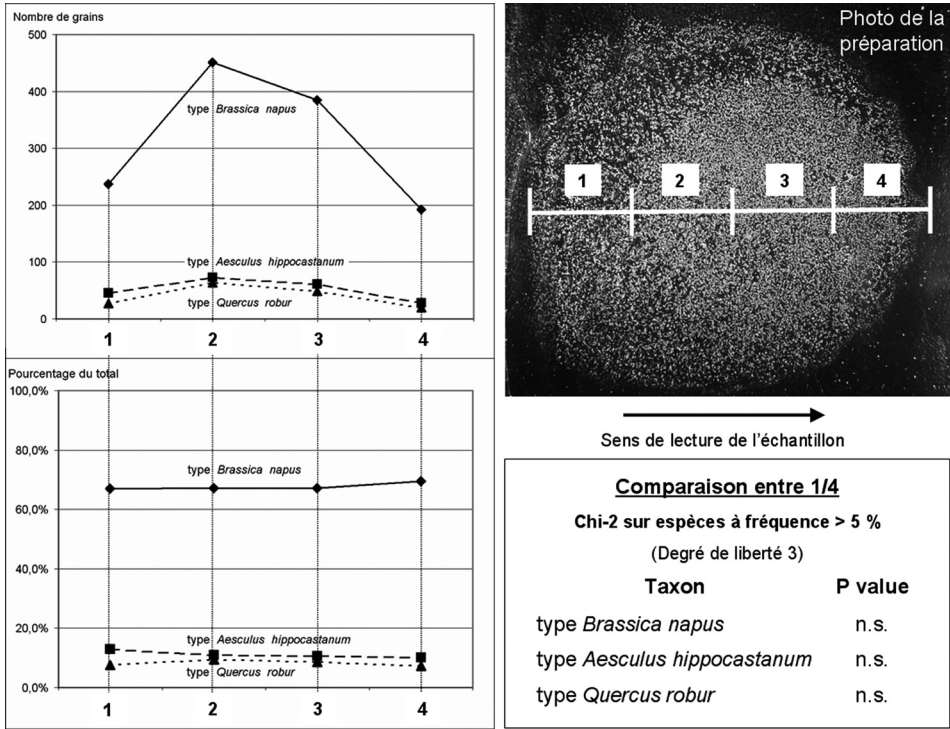 Nombre de grains
500
400
300
200
100
0
type Brassica napus
type Aesculus hippocastanum
type Quercus robur
1 2 3 4
Pourcentage du total
100,0%
80,0%
60,0%
40,0%
20,0%
0,0%
type Brassica napus
type Aesculus hippocastanum
type Quercus robur
1 2 3 4
Photo de la
préparation
1 2 3 4
Sens de lecture de l'échantillon
Comparaison entre 1/4
Chi-2 sur espèces à fréquence > 5 %
(Degré de liberté 3)
Taxon P value
type Brassica napus n.s.
type Aesculus hippocastanum n.s.
type Quercus robur n.s.